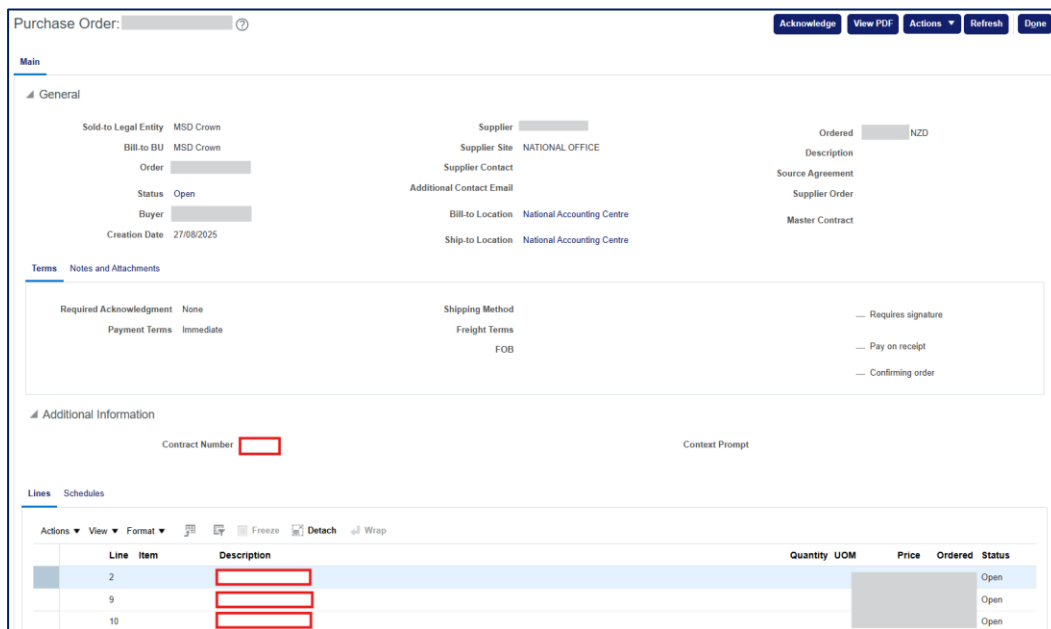 Purchase Order:
Acknowledge View PDF Actions Refresh Done
Main
General
Sold-to Legal Entity MSD Crown
Bill-to BU MSD Crown
Order
Status Open
Buyer
Creation Date 27/08/2025
Supplier
Supplier Site NATIONAL OFFICE
Supplier Contact
Additional Contact Email
Bill-to Location National Accounting Centre
Ship-to Location National Accounting Centre
Ordered NZD
Description
Source Agreement
Supplier Order
Master Contract
Terms Notes and Attachments
Required Acknowledgment None
Payment Terms Immediate
Shipping Method
Freight Terms
FOB
Requires signature
Pay on receipt
Confirming order
Additional Information
Contract Number
Context Prompt
Lines Schedules
Actions View Format Freeze Detach Wrap
Line Item Description Quantity UOM Price Ordered Status
2 Open
9 Open
10 Open